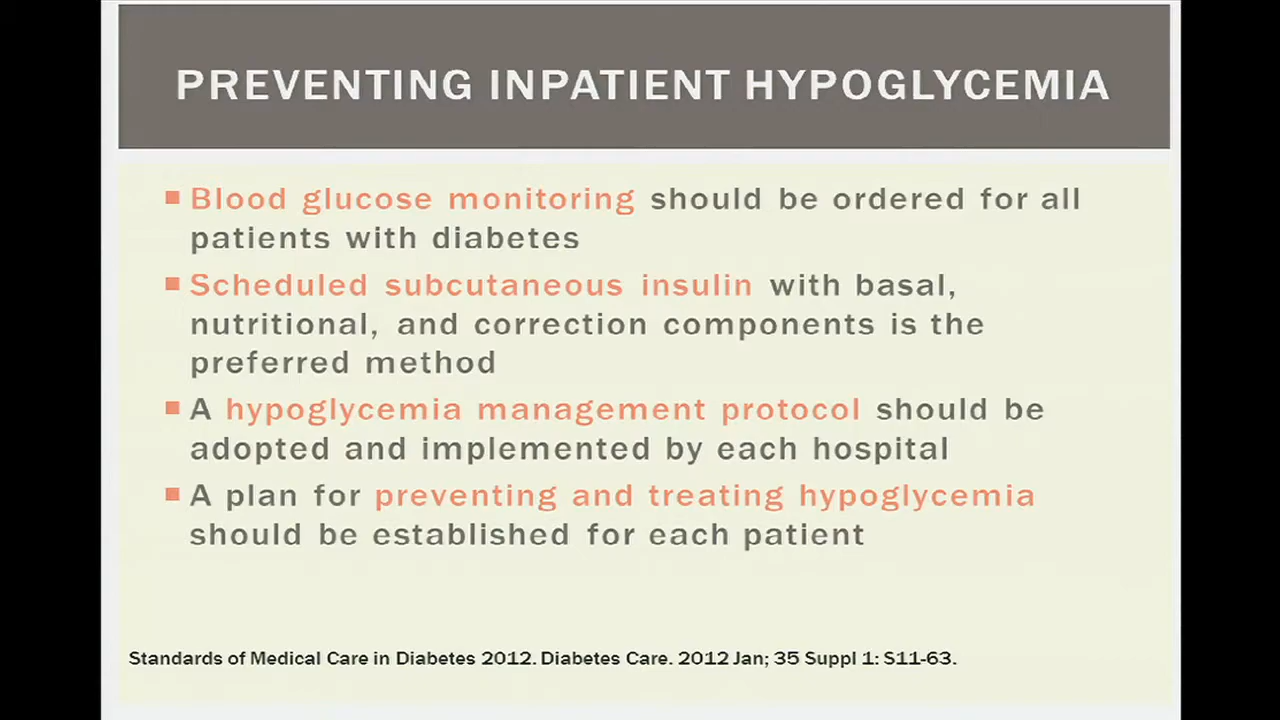 PREVENTING INPATIENT HYPOGLYCEMIA
Blood glucose monitoring should be ordered for all
patients with diabetes
Scheduled subcutaneous insulin with basal,
nutritional, and correction components is the
preferred method
A hypoglycemia management protocol should be
adopted and implemented by each hospital
A plan for preventing and treating hypoglycemia
should be established for each patient
Standards of Medical Care in Diabetes 2012. Diabetes Care. 2012 Jan; 35 Suppl 1: S11-63.